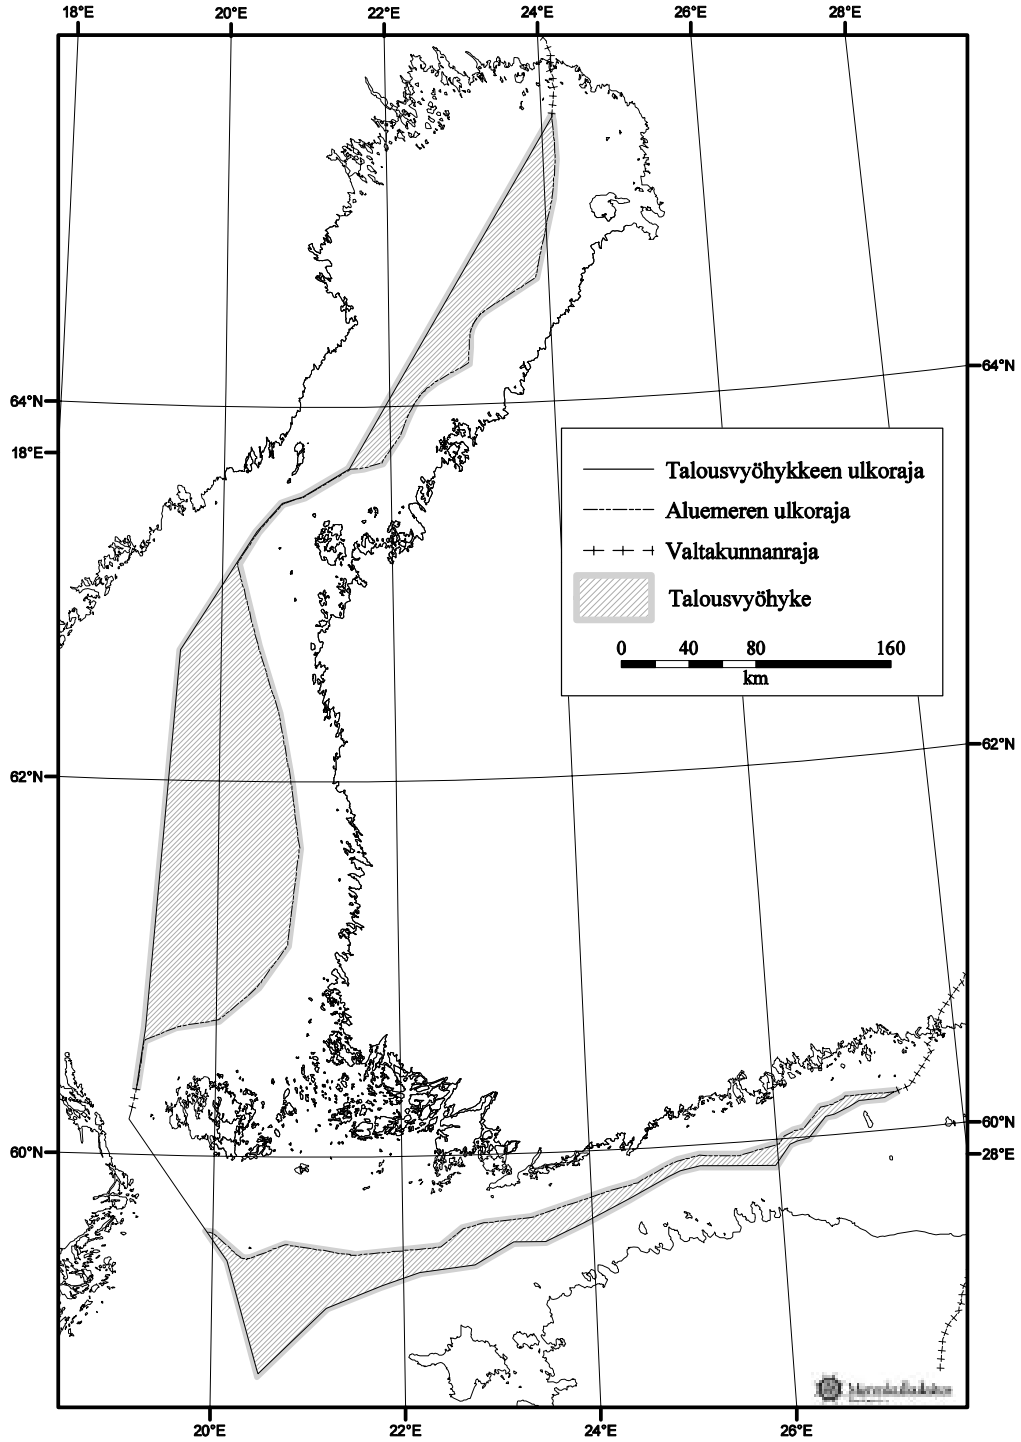 18°E 20°E 22°E 24°E 26°E 28°E
64°N
64°N
18°E
Talousvyöhykkeen ulkoraja
Aluemeren ulkoraja
Valtakunnanraja
Talousvyöhyke
0 40 80 160
km
62°N
62°N
60°N
60°N
28°E
20°E 22°E 24°E 26°E